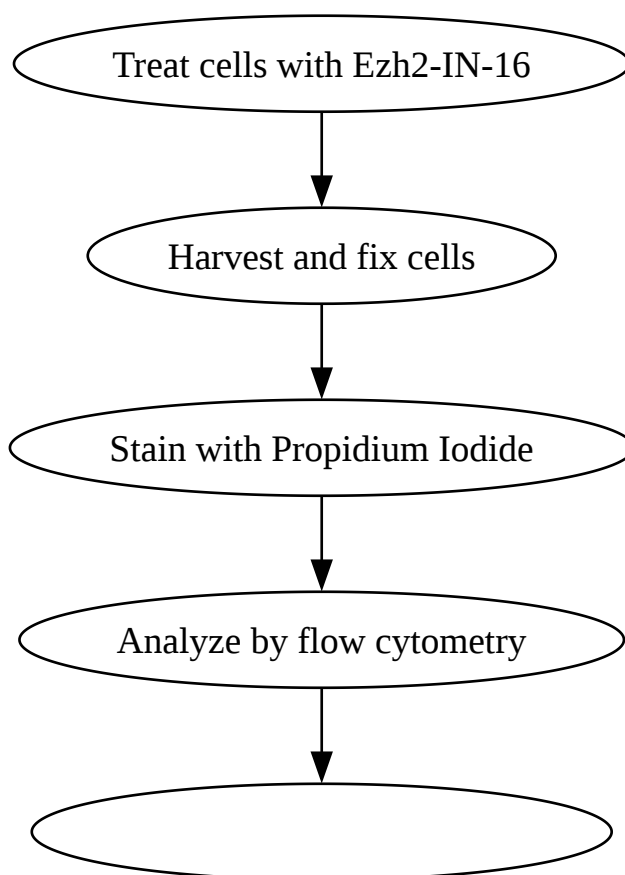 Treat cells with Ezh2-IN-16
Harvest and fix cells
Stain with Propidium Iodide
Analyze by flow cytometry